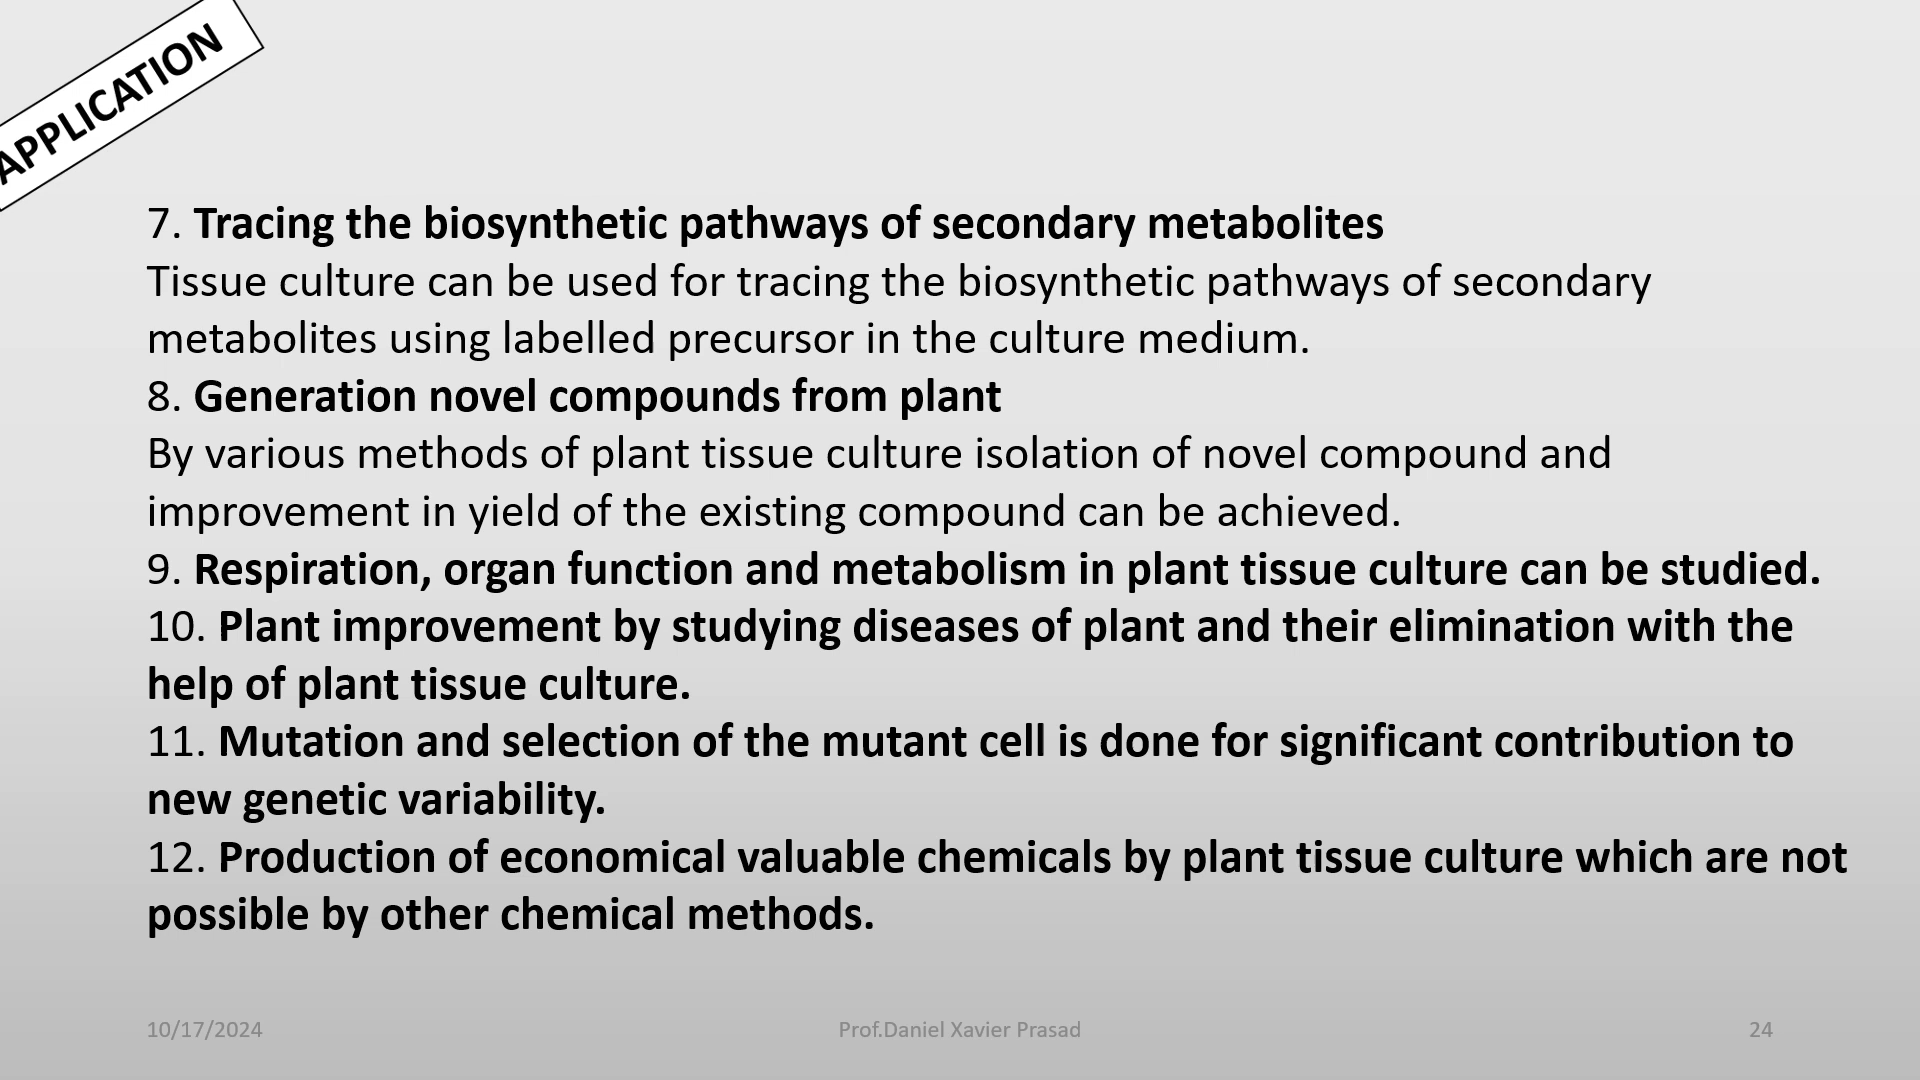 APPLICATION
7. Tracing the biosynthetic pathways of secondary metabolites
Tissue culture can be used for tracing the biosynthetic pathways of secondary
metabolites using labelled precursor in the culture medium.
8. Generation novel compounds from plant
By various methods of plant tissue culture isolation of novel compound and
improvement in yield of the existing compound can be achieved.
9. Respiration, organ function and metabolism in plant tissue culture can be studied.
10. Plant improvement by studying diseases of plant and their elimination with the
help of plant tissue culture.
11. Mutation and selection of the mutant cell is done for significant contribution to
new genetic variability.
12. Production of economical valuable chemicals by plant tissue culture which are not
possible by other chemical methods.
10/17/2024
Prof.Daniel Xavier Prasad
24